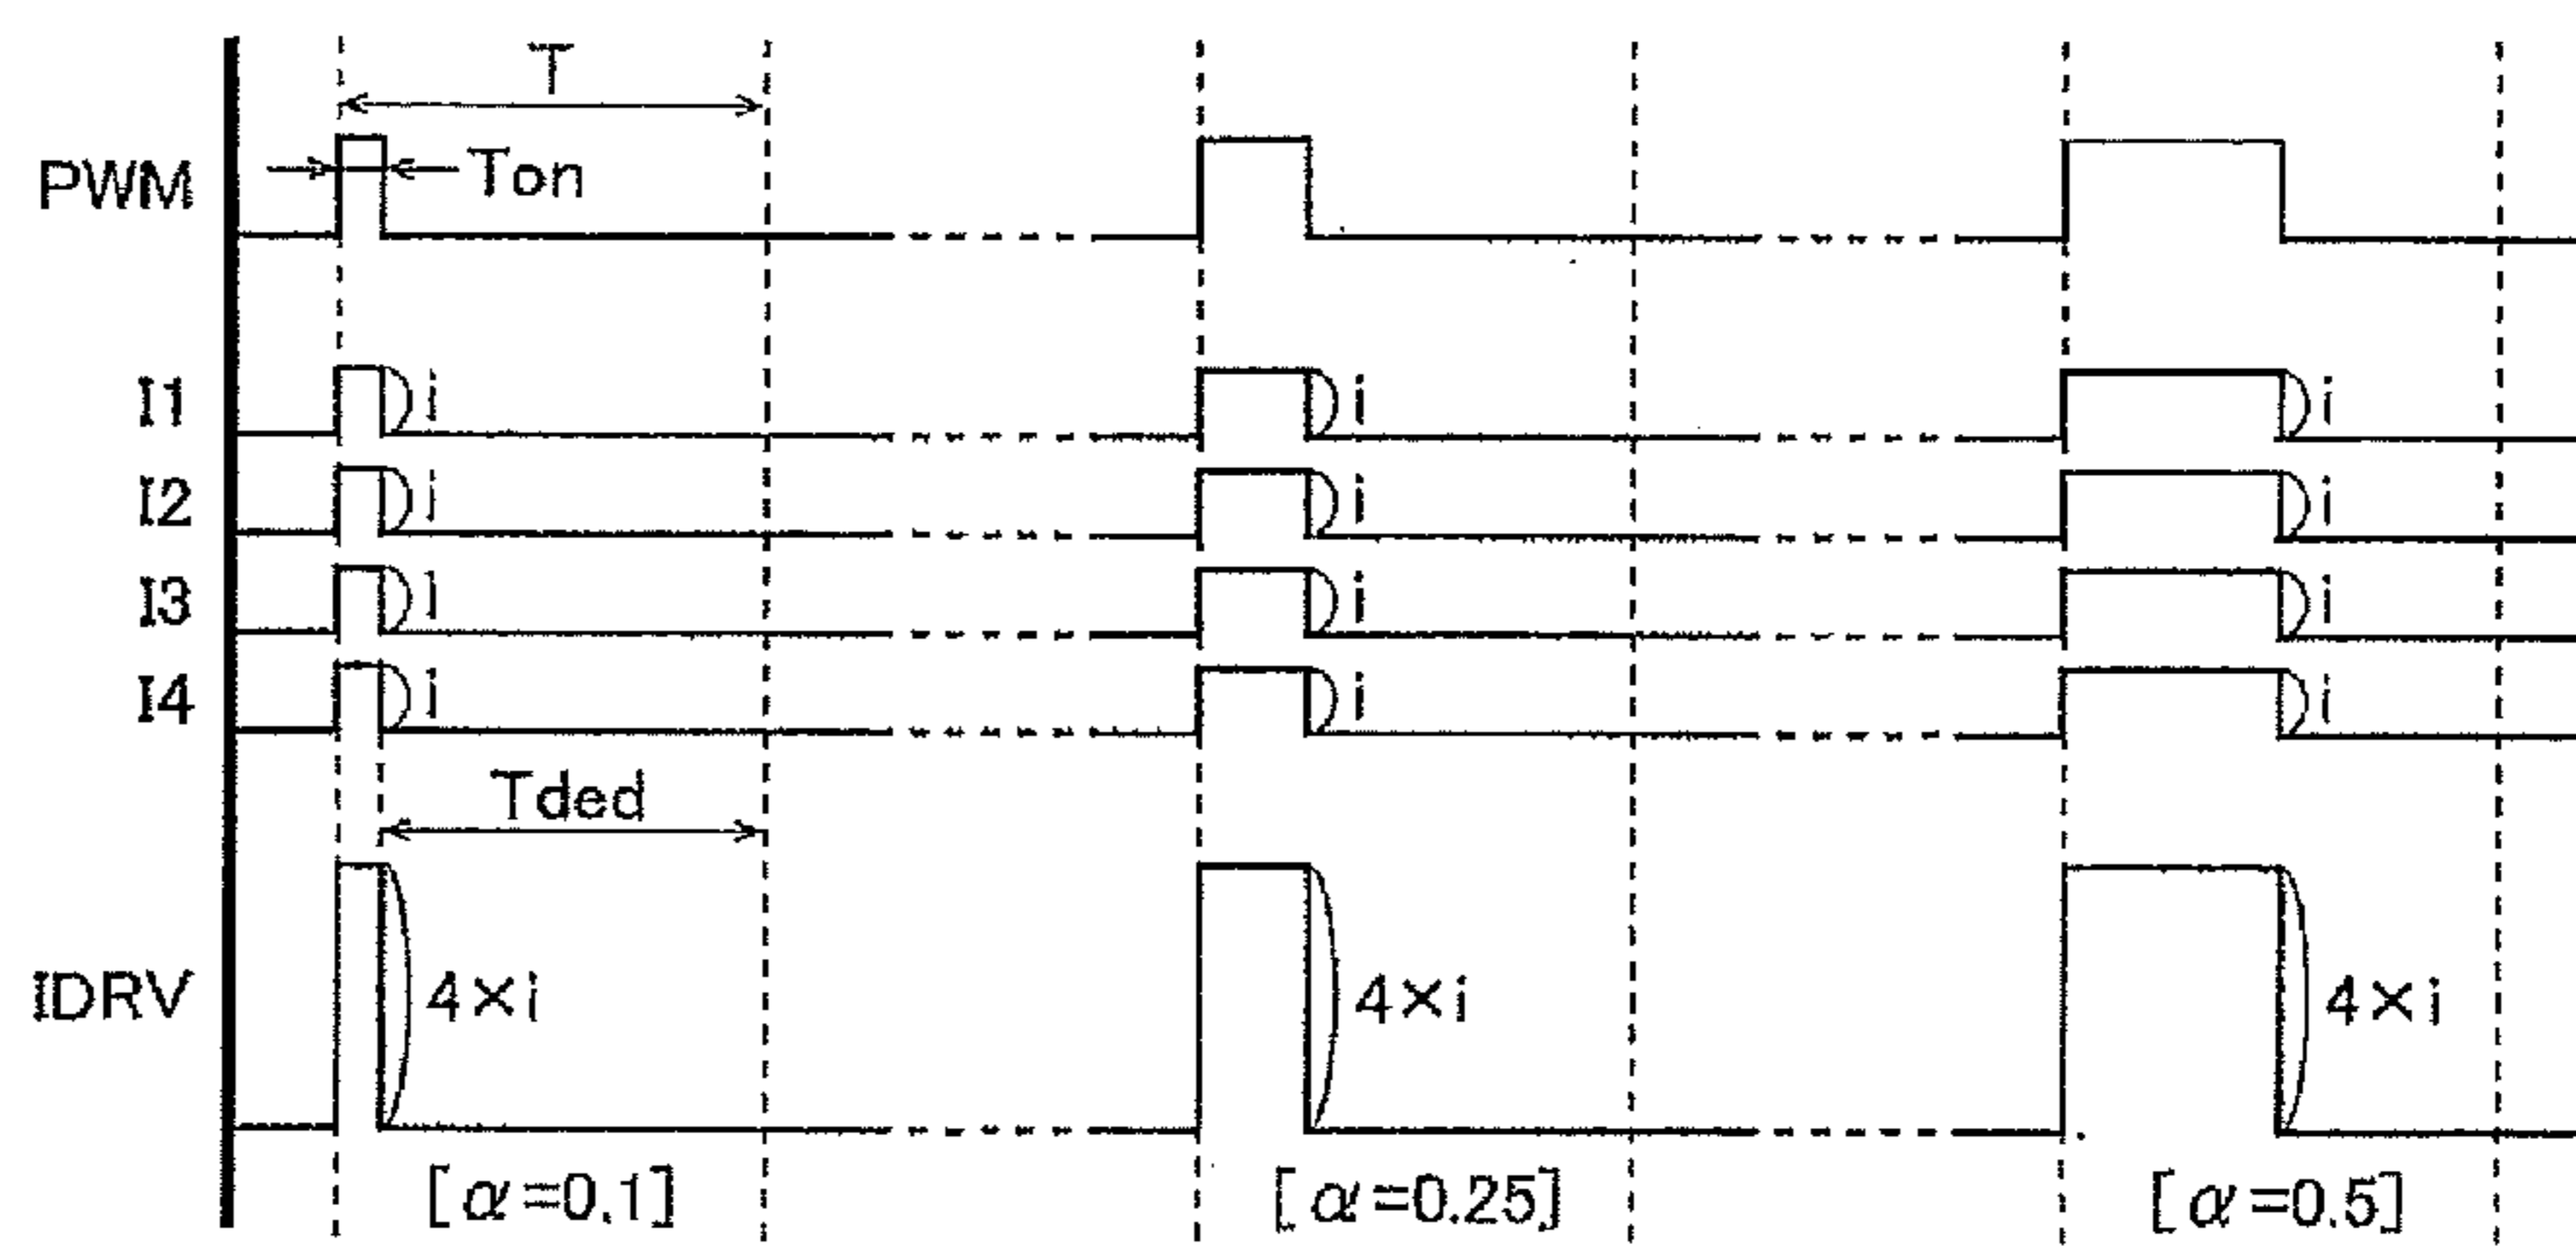 T
PWM
Ton
I1 i i i
I2 i i i
I3 i i i
I4 i i i
Tded
IDRV 4×i 4×i 4×i
[α=0.1] [α=0.25] [α=0.5]